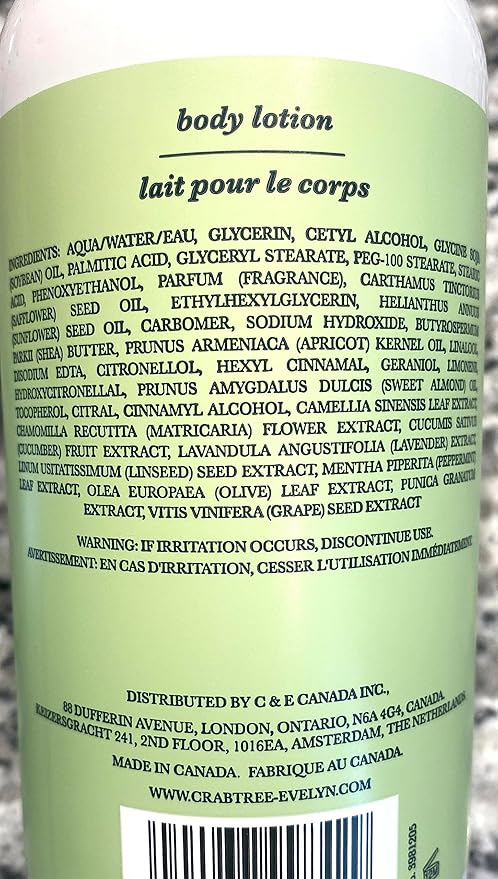 body lotion
lait pour le corps
INGREDIENTS: AQUA/WATER/EAU, GLYCERIN, CETYL ALCOHOL, GLYCINE SOJA
(SOYBEAN) OIL, PALMITIC ACID, GLYCERYL STEARATE, PEG-100 STEARATE, STEARIC
ACID, PHENOXYETHANOL, PARFUM (FRAGRANCE), CARTHAMUS TINCTORIUS
(SAFFLOWER) SEED OIL, ETHYLHEXYLGLYCERIN, HELIANTHUS ANNUUS
(SUNFLOWER) SEED OIL, CARBOMER, SODIUM HYDROXIDE, BUTYROSPERMUM
PARKII (SHEA) BUTTER, PRUNUS ARMENIACA (APRICOT) KERNEL OIL, LINALOOL,
DISODIUM EDTA, CITRONELLOL, HEXYL CINNAMAL, GERANIOL, LIMONENE,
HYDROXYCITRONELLAL, PRUNUS AMYGDALUS DULCIS (SWEET ALMOND) OIL,
TOCOPHEROL, CITRAL, CINNAMYL ALCOHOL, CAMELLIA SINENSIS LEAF EXTRACT,
CHAMOMILLA RECUTITA (MATRICARIA) FLOWER EXTRACT, CUCUMIS SATIVUS
(CUCUMBER) FRUIT EXTRACT, LAVANDULA ANGUSTIFOLIA (LAVENDER) EXTRACT,
LINUM USITATISSIMUM (LINSEED) SEED EXTRACT, MENTHA PIPERITA (PEPPERMINT)
LEAF EXTRACT, OLEA EUROPAEA (OLIVE) LEAF EXTRACT, PUNICA GRANATUM
EXTRACT, VITIS VINIFERA (GRAPE) SEED EXTRACT
WARNING: IF IRRITATION OCCURS, DISCONTINUE USE.
AVERTISSEMENT: EN CAS D'IRRITATION, CESSER L'UTILISATION IMMÉDIATEMENT.
DISTRIBUTED BY C & E CANADA INC.,
88 DUFFERIN AVENUE, LONDON, ONTARIO, N6A 4G4, CANADA.
KEIZERSGRACHT 241, 2ND FLOOR, 1016EA, AMSTERDAM, THE NETHERLANDS.
MADE IN CANADA. FABRIQUE AU CANADA.
WWW.CRABTREE-EVELYN.COM
3981205